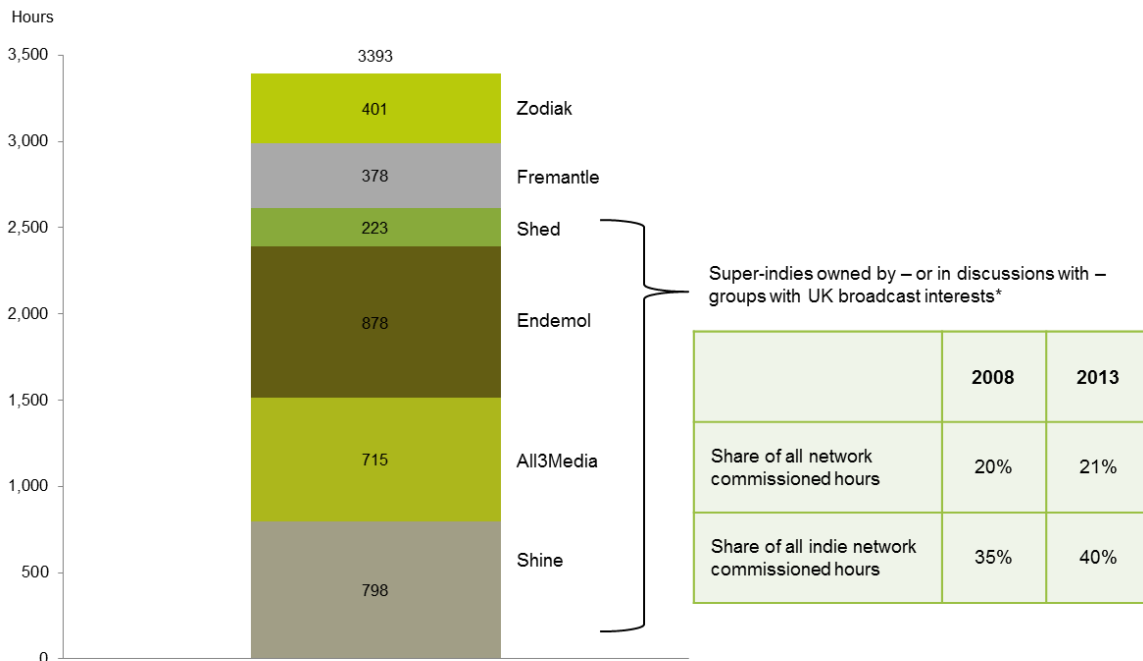 Hours
3,500
3,000
2,500
2,000
1,500
1,000
500
0
3393
401
Zodiak
378
Fremantle
223
Shed
878
Endemol
715
All3Media
798
Shine
Super-indies owned by – or in discussions with –
groups with UK broadcast interests*
2008 2013
Share of all network
commissioned hours
20% 21%
Share of all indie network
commissioned hours
35% 40%